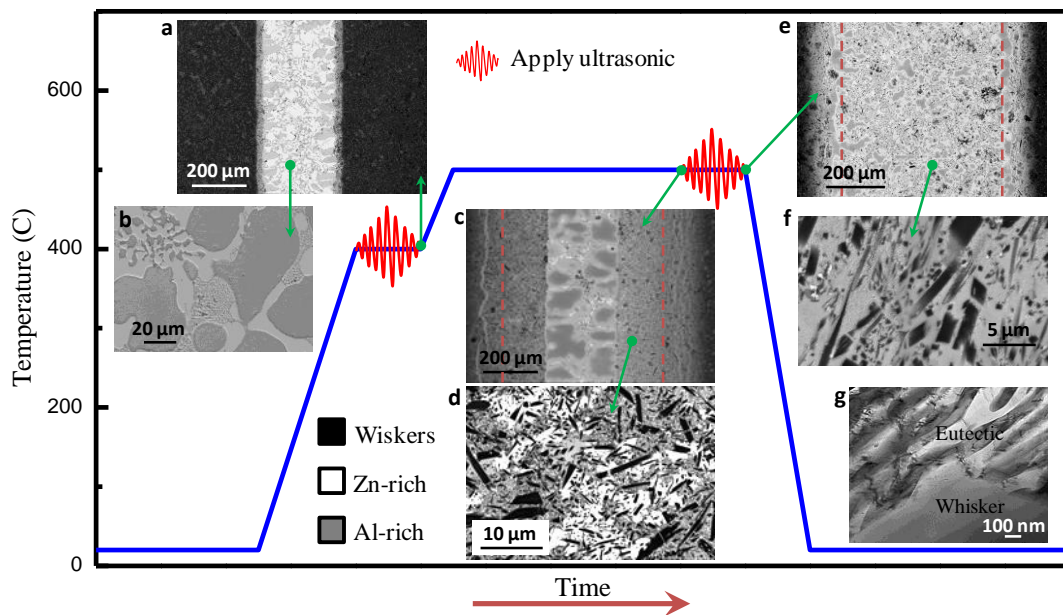 a
200 µm
Apply ultrasonic
e
200 µm
600
400
200
0
Temperature (C)
b
20 µm
c
200 µm
f
5 µm
d
10 µm
g
Eutectic
Whisker
100 nm
Wiskers
Zn-rich
Al-rich
Time